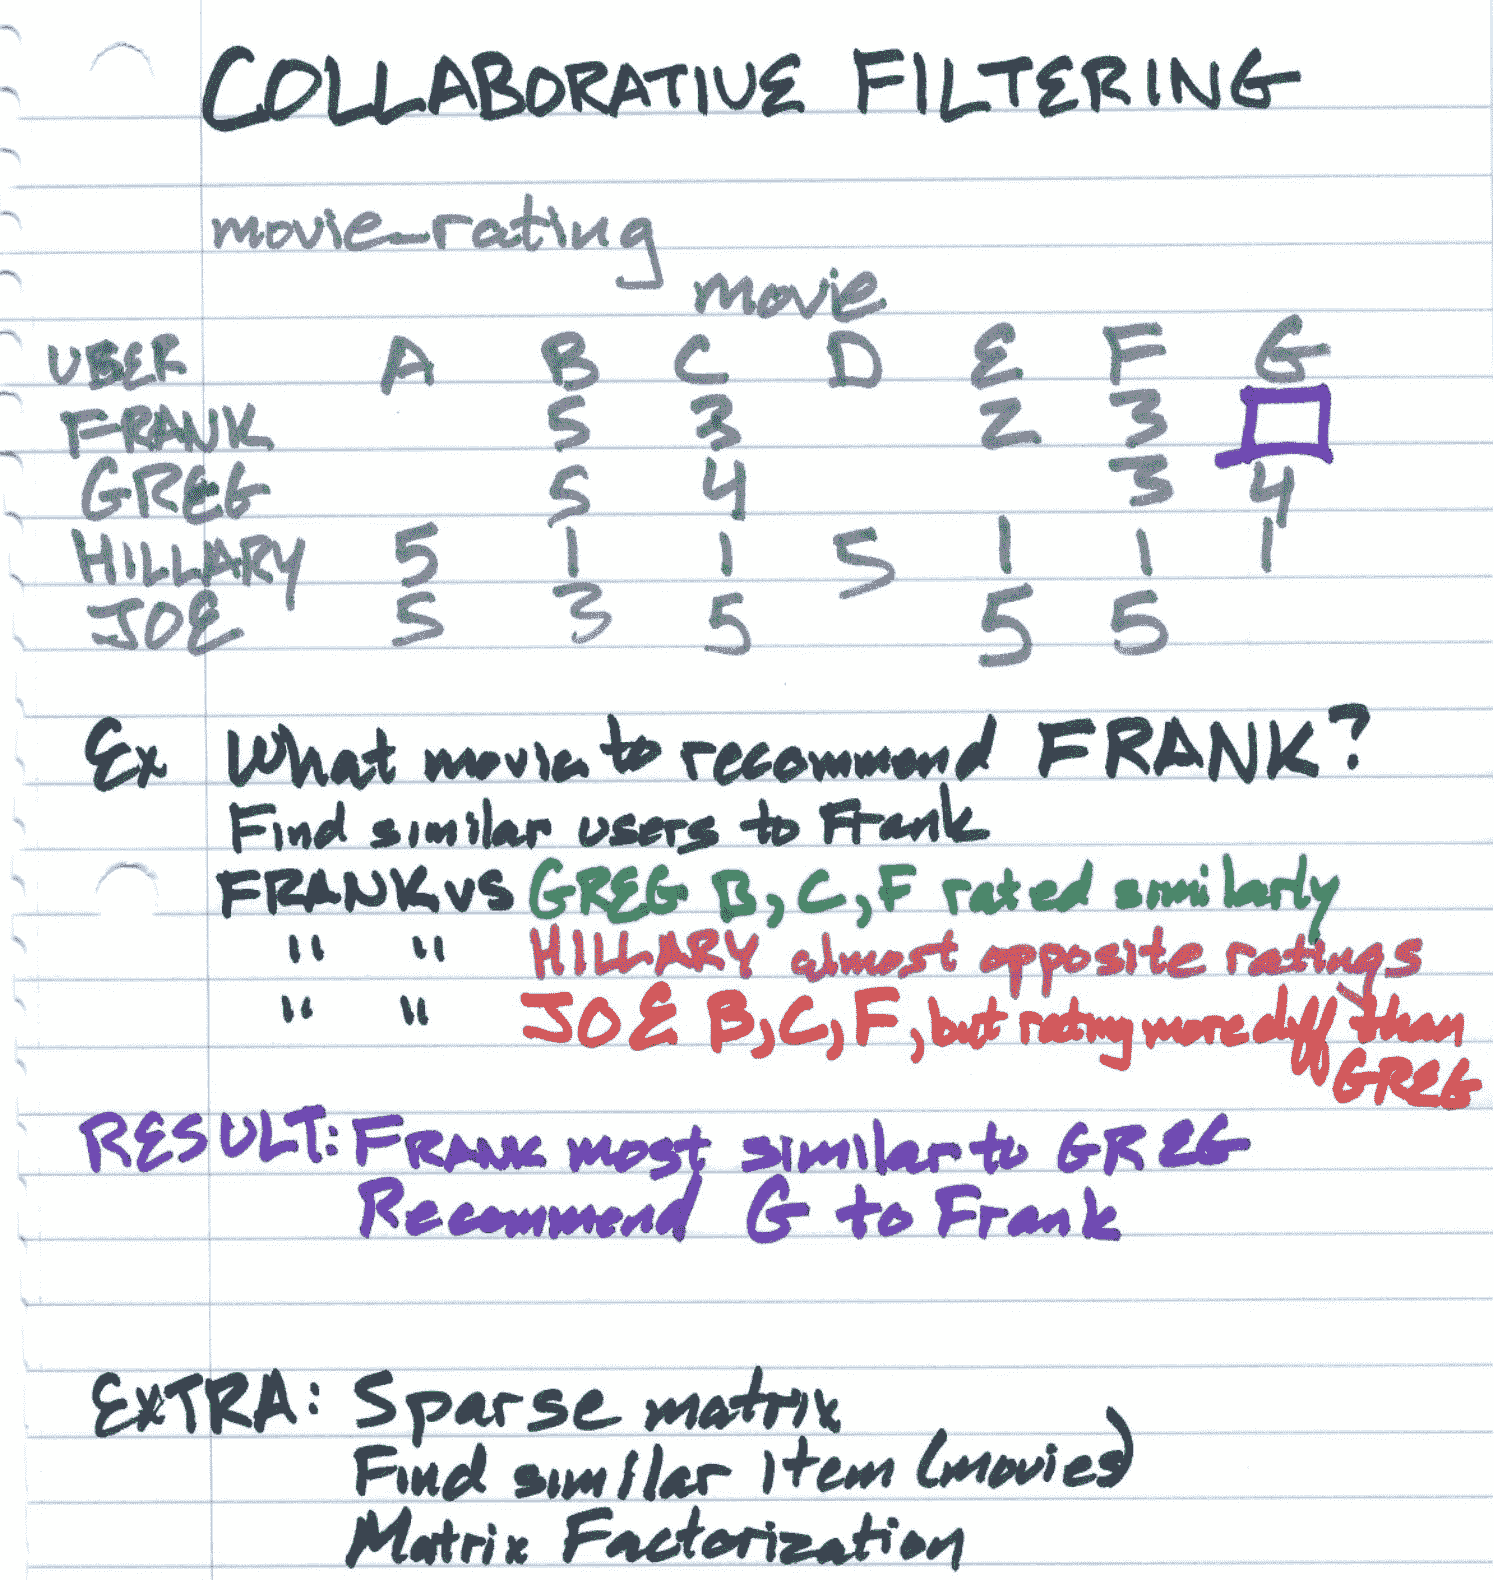 COLLABORATIVE FILTERING
movie-rating
movie
USER A B C D E F G
FRANK 5 3 2 3
GREG 5 4 3 4
HILLARY 5 1 1 5 1 1 1
JOE 5 3 5 5 5
Ex What movie to recommend FRANK?
Find similar users to Frank
FRANK VS GREG B, C, F rated similarly
" " HILLARY almost opposite ratings
" " JOE B, C, F, but rating more diff than
GREG
RESULT: FRANK most similar to GREG
Recommend G to Frank
EXTRA: Sparse matrix
Find similar item (movies)
Matrix Factorization